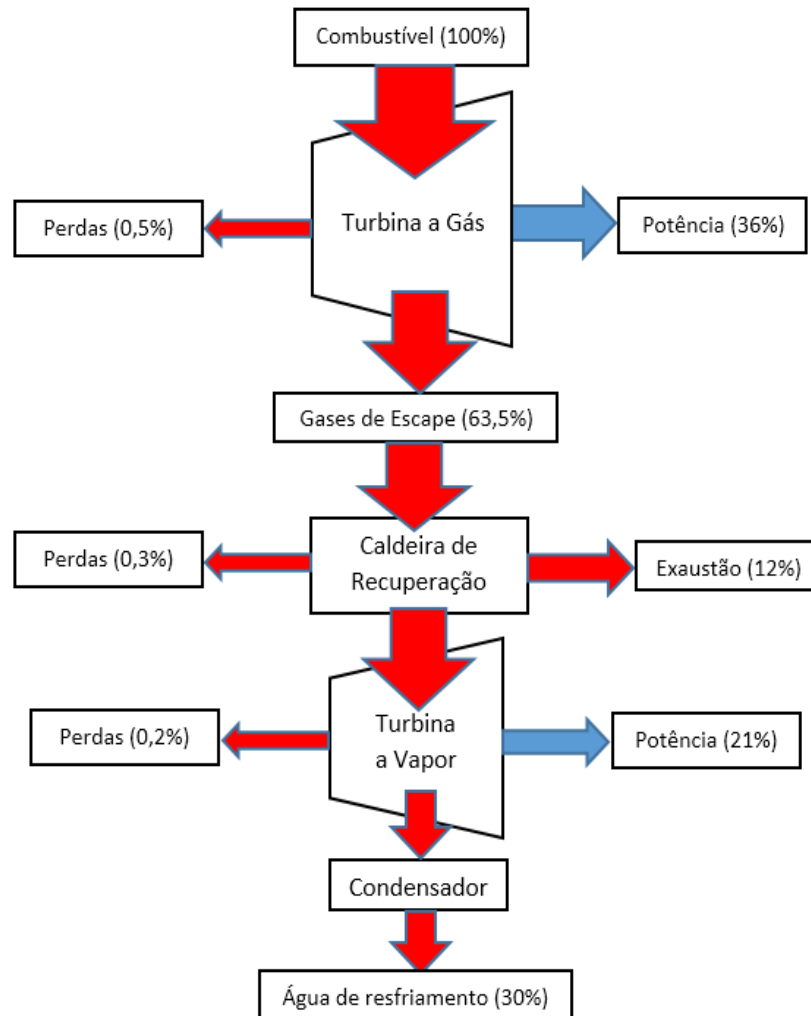 Combustível (100%)
Perdas (0,5%)
Turbina a Gás
Potência (36%)
Gases de Escape (63,5%)
Perdas (0,3%)
Caldeira de
Recuperação
Exaustão (12%)
Perdas (0,2%)
Turbina
a Vapor
Potência (21%)
Condensador
Água de resfriamento (30%)